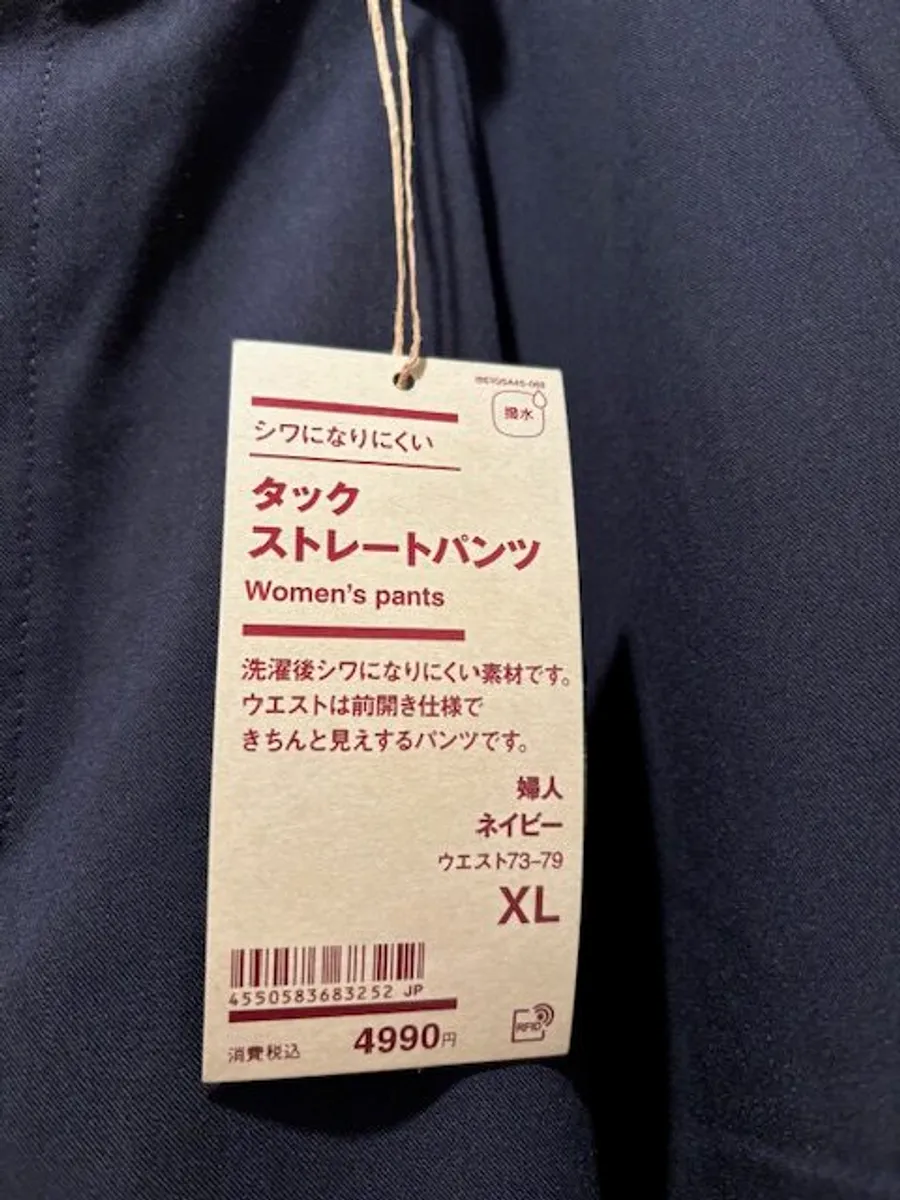 撥水
シワになりにくい
タック
ストレートパンツ
Women's pants
洗濯後シワになりにくい素材です。
ウエストは前開き仕様で
きちんと見えするパンツです。
婦人
ネイビー
ウエスト73-79
XL
4550583683252 JP
消費税込 4990円
RFID